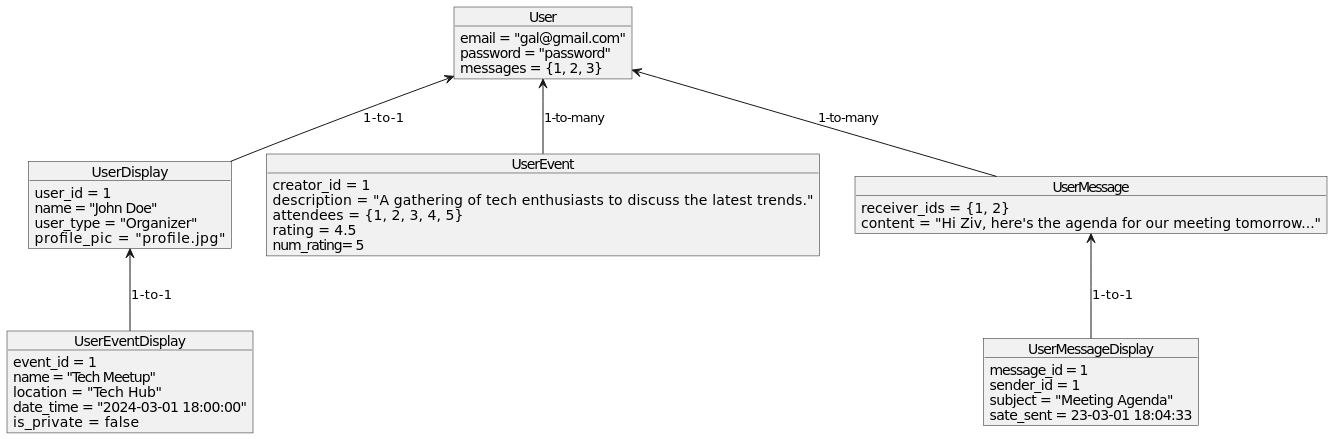 User
email = "gal@gmail.com"
password = "password"
messages = {1, 2, 3}
1-to-1
1-to-many
1-to-many
UserDisplay
user_id = 1
name = "John Doe"
user_type = "Organizer"
profile_pic = "profile.jpg"
UserEvent
creator_id = 1
description = "A gathering of tech enthusiasts to discuss the latest trends."
attendees = {1, 2, 3, 4, 5}
rating = 4.5
num_rating= 5
UserMessage
receiver_ids = {1, 2}
content = "Hi Ziv, here's the agenda for our meeting tomorrow..."
1-to-1
1-to-1
UserEventDisplay
event_id = 1
name = "Tech Meetup"
location = "Tech Hub"
date_time = "2024-03-01 18:00:00"
is_private = false
UserMessageDisplay
message_id = 1
sender_id = 1
subject = "Meeting Agenda"
sate_sent = 23-03-01 18:04:33